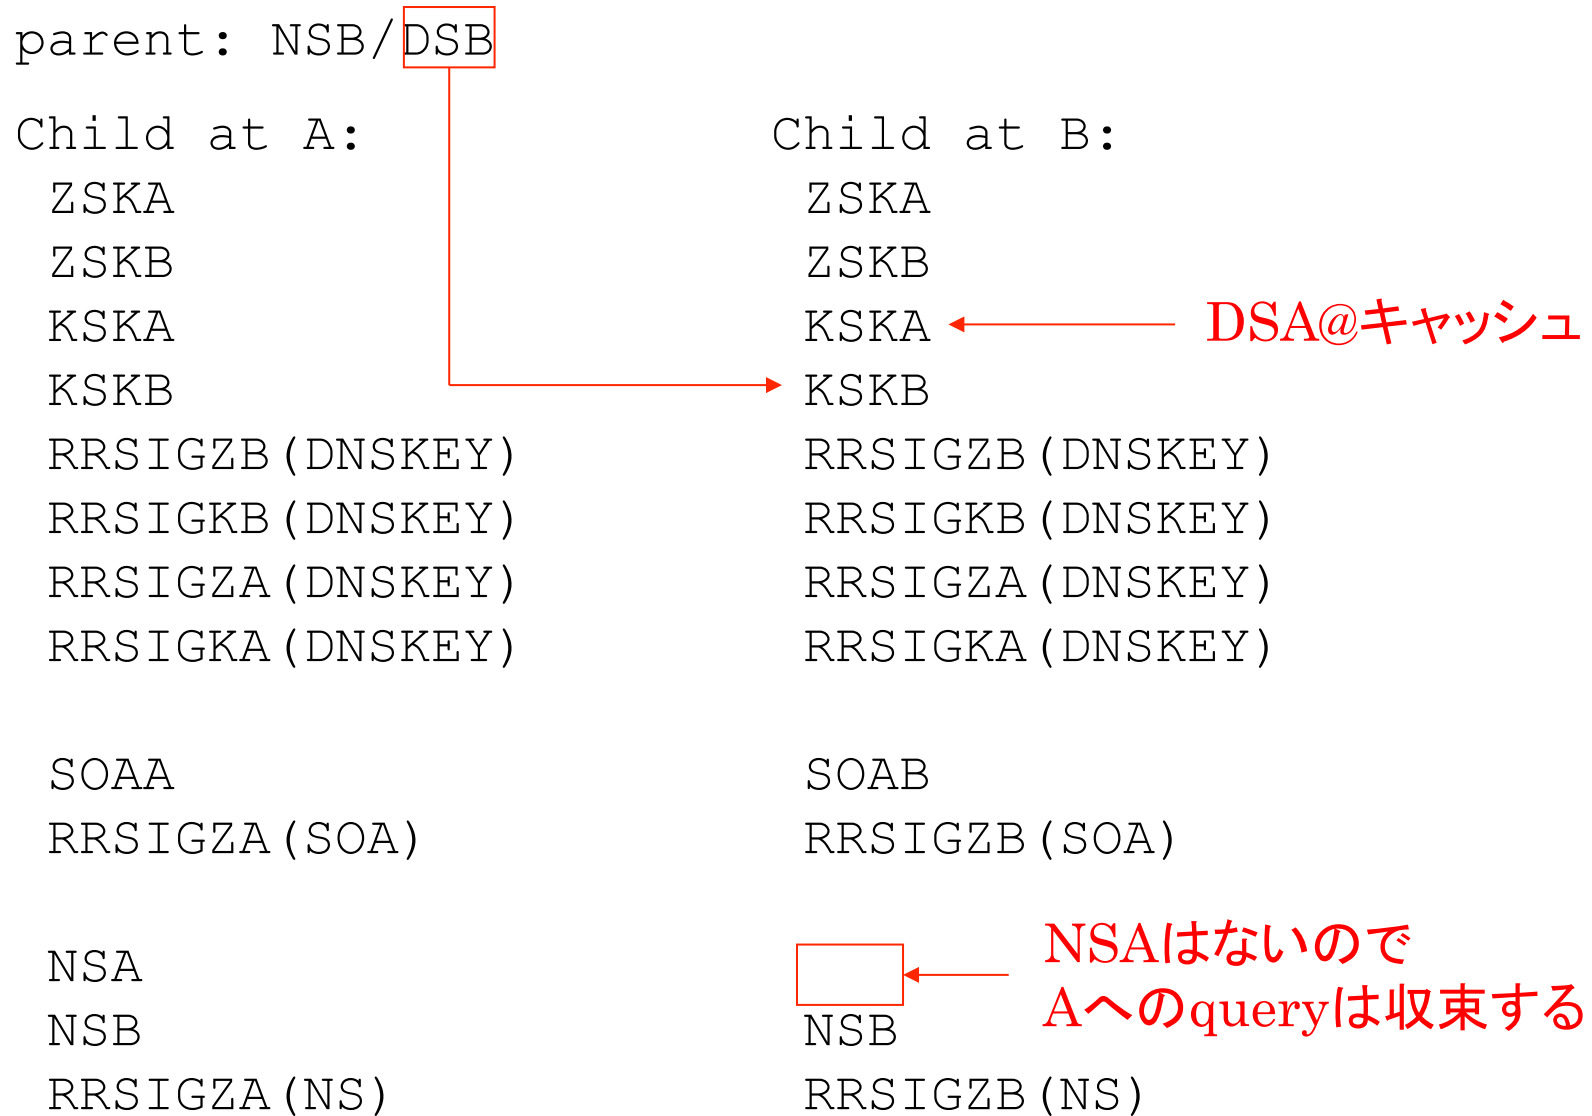 parent: NSB/DSB
Child at A:
ZSKA
ZSKB
KSKA
KSKB
RRSIGZB(DNSKEY)
RRSIGKB(DNSKEY)
RRSIGZA(DNSKEY)
RRSIGKA(DNSKEY)
SOAA
RRSIGZA(SOA)
NSA
NSB
RRSIGZA(NS)
Child at B:
ZSKA
ZSKB
KSKA
DSA@キャッシュ
KSKB
RRSIGZB(DNSKEY)
RRSIGKB(DNSKEY)
RRSIGZA(DNSKEY)
RRSIGKA(DNSKEY)
SOAB
RRSIGZB(SOA)
NSAはないので
Aへのqueryは収束する
NSB
RRSIGZB(NS)